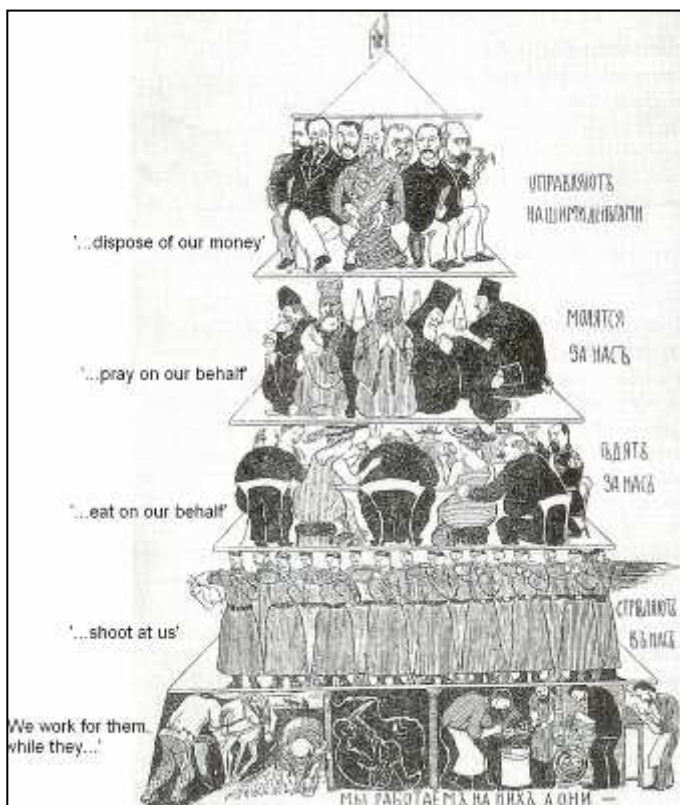 УПРАВЛЯЮТЪ
НАШИМИ ДЕНЬГАМИ
'...dispose of our money'
МОЛЯТСЯ
ЗА НАСЪ
'...pray on our behalf'
ѢДЯТЪ
ЗА НАСЪ
'...eat on our behalf'
СТРѢЛЯЮТЪ
ВЪ НАСЪ
'...shoot at us'
'We work for them,
while they...'
МЫ РАБОТАЕМЪ НА НИХЪ, А ОНИ —